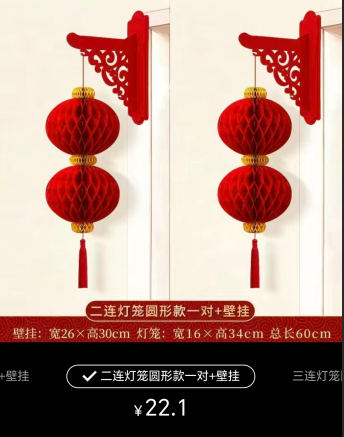 二连灯笼圆形款一对+壁挂
壁挂：宽26×高30cm 灯笼：宽16×高34cm 总长60cm
+壁挂
二连灯笼圆形款一对+壁挂
三连灯笼
¥22.1